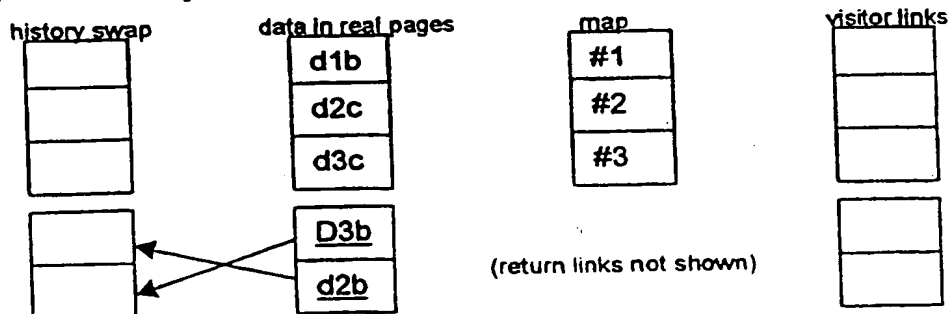 history swap data in real pages map visitor links
d1b #1
d2c #2
d3c #3
D3b
(return links not shown)
d2b